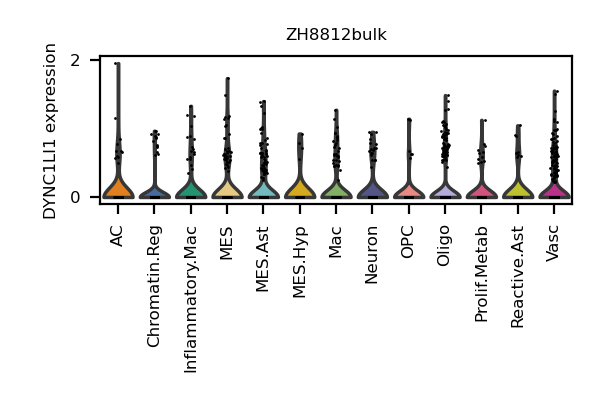 ZH8812bulk
DYNC1LI1 expression
2
0
AC
Chromatin.Reg
Inflammatory.Mac
MES
MES.Ast
MES.Hyp
Mac
Neuron
OPC
Oligo
Prolif.Metab
Reactive.Ast
Vasc